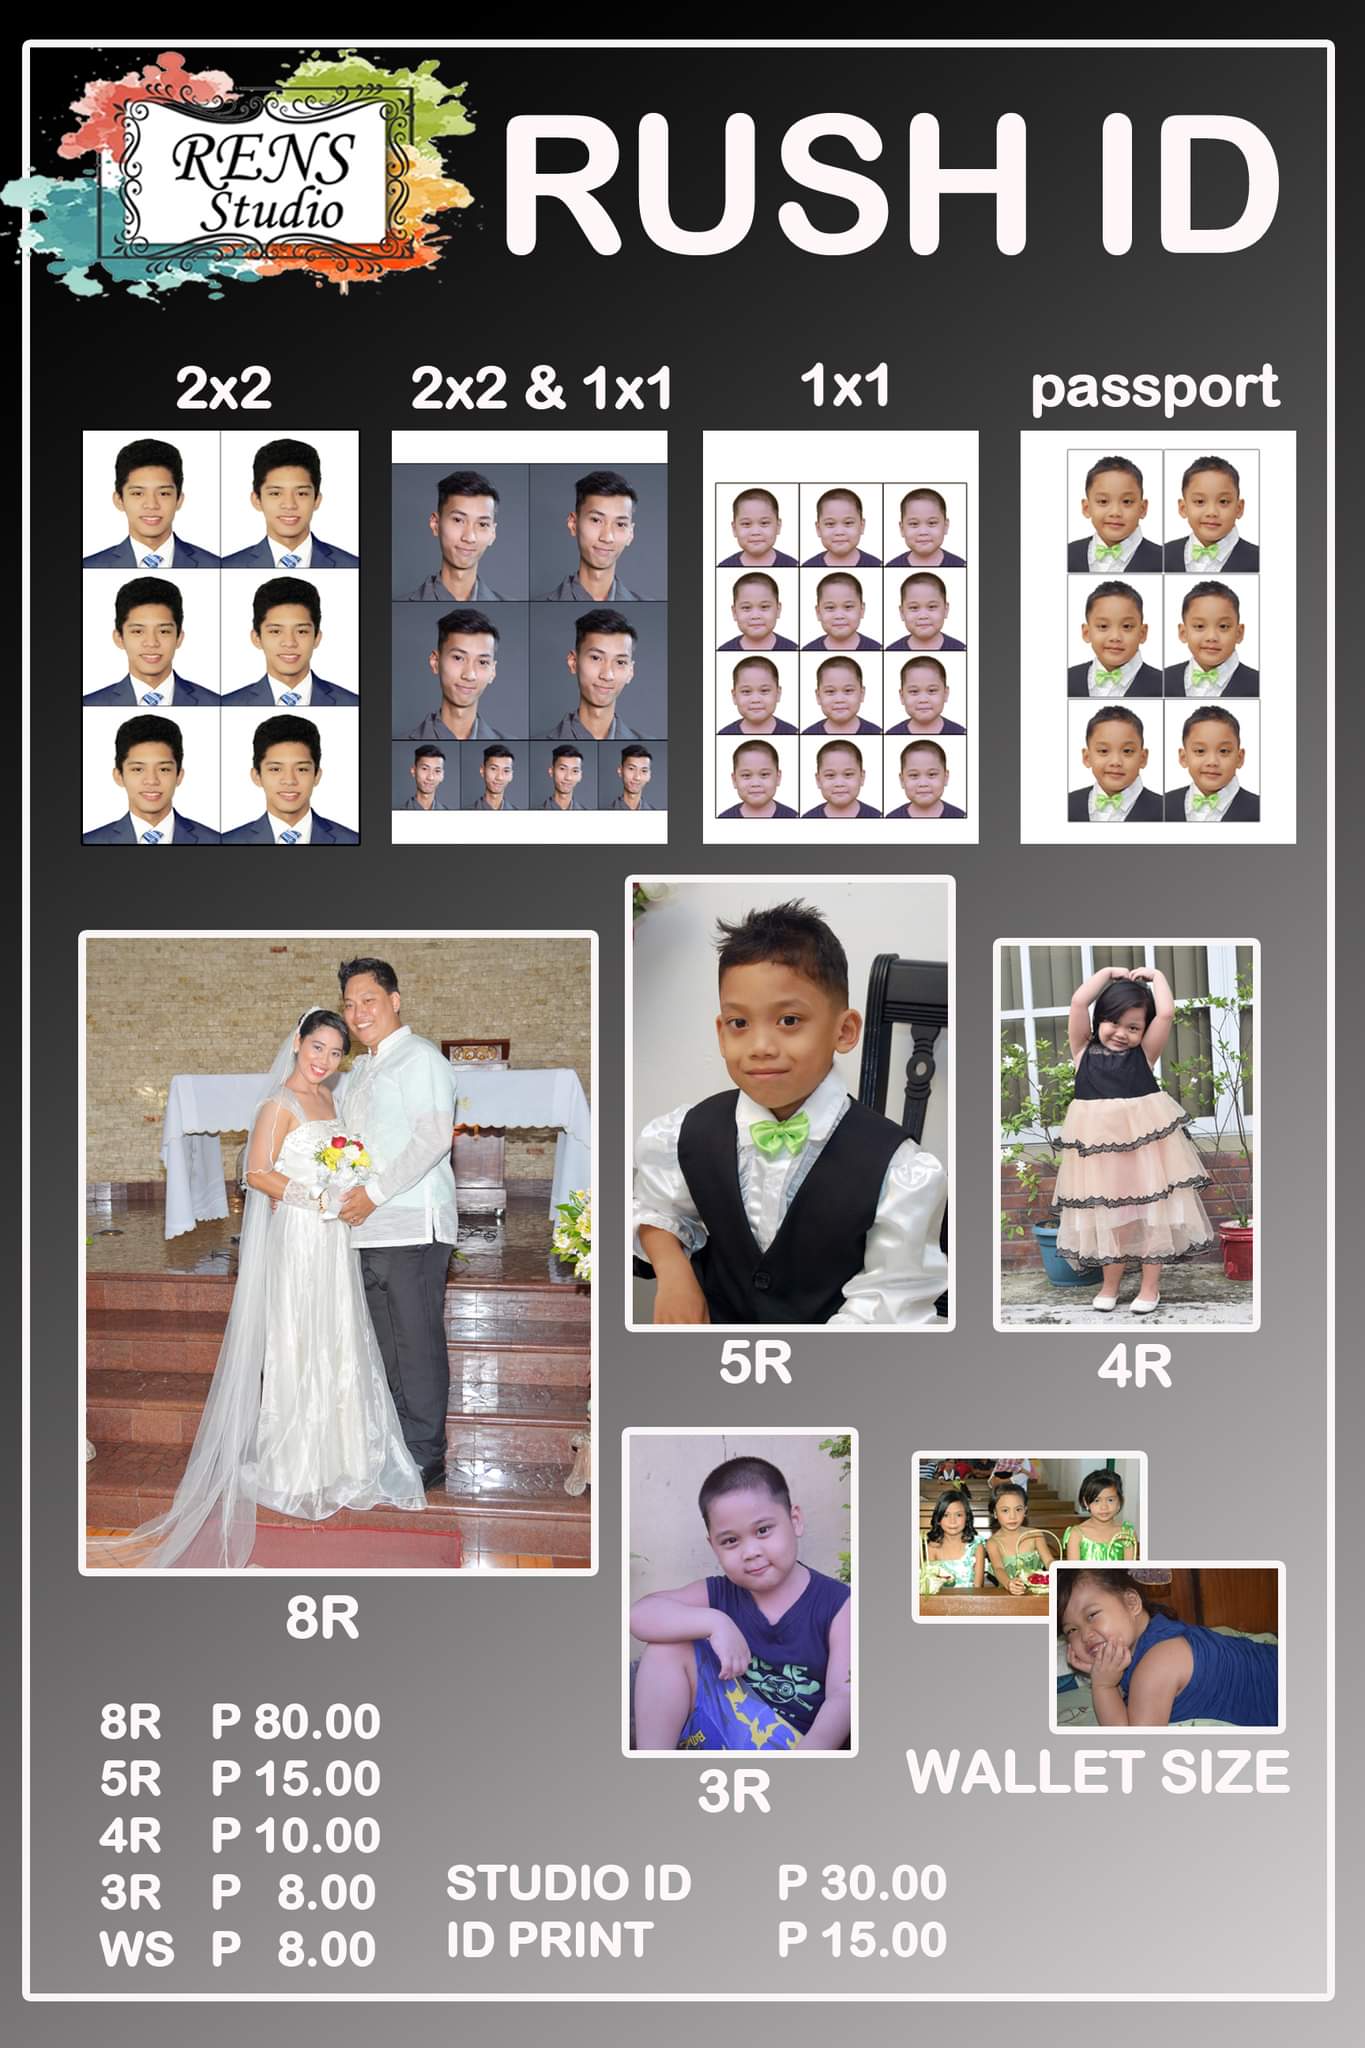 RENS
Studio
RUSH ID
2x2
2x2 & 1x1
1x1
passport
5R
4R
8R
3R
WALLET SIZE
8R P 80.00
5R P 15.00
4R P 10.00
3R P 8.00
WS P 8.00
STUDIO ID P 30.00
ID PRINT P 15.00